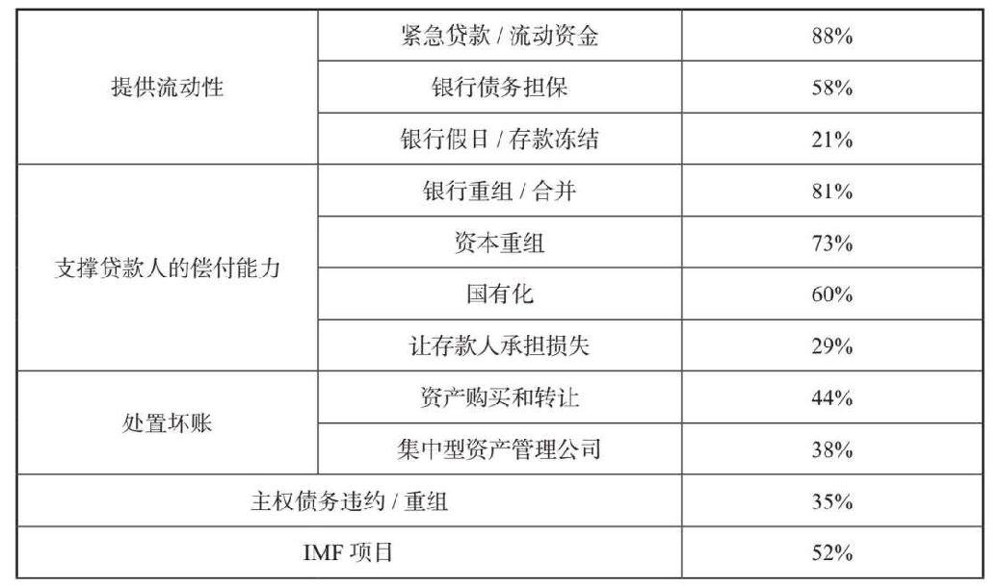 提供流动性
紧急贷款 / 流动资金 88%
银行债务担保 58%
银行假日 / 存款冻结 21%
支撑贷款人的偿付能力
银行重组 / 合并 81%
资本重组 73%
国有化 60%
让存款人承担损失 29%
处置坏账
资产购买和转让 44%
集中型资产管理公司 38%
主权债务违约 / 重组 35%
IMF 项目 52%